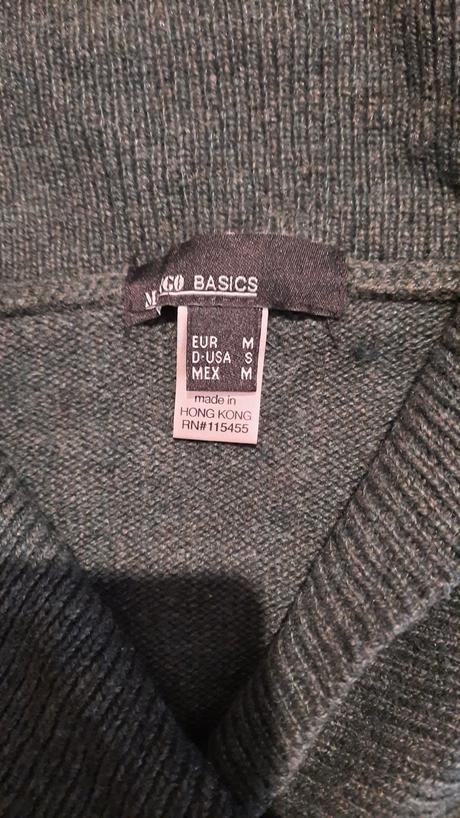 BASICS
EUR M
D-USA S
MEX M
made in
HONG KONG
RN#115455